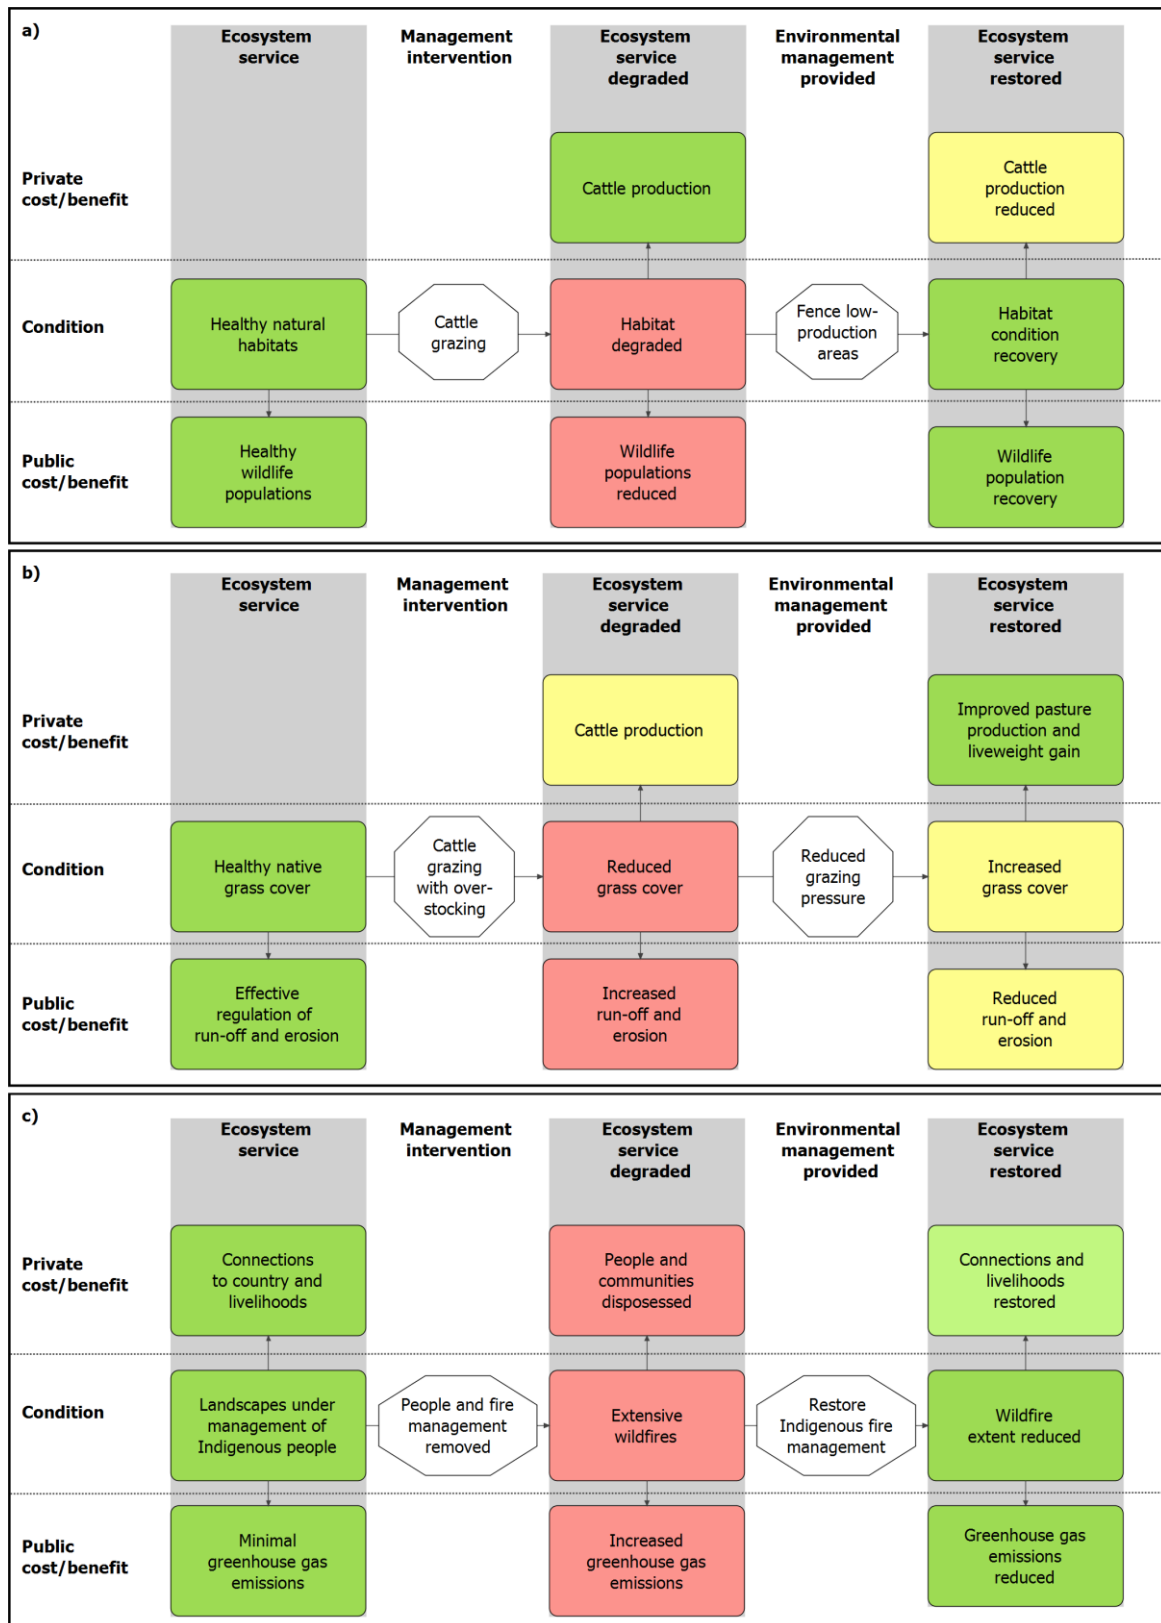 a)
Ecosystem
service
Management
intervention
Ecosystem
service
degraded
Environmental
management
provided
Ecosystem
service
restored
Private
cost/benefit
Cattle production
Cattle
production
reduced
Condition
Healthy natural
habitats
Cattle
grazing
Habitat
degraded
Fence low-
production
areas
Habitat
condition
recovery
Public
cost/benefit
Healthy
wildlife
populations
Wildlife
populations
reduced
Wildlife
population
recovery
b)
Ecosystem
service
Management
intervention
Ecosystem
service
degraded
Environmental
management
provided
Ecosystem
service
restored
Private
cost/benefit
Cattle production
Improved pasture
production and
liveweight gain
Condition
Healthy native
grass cover
Cattle
grazing
with over-
stocking
Reduced
grass cover
Reduced
grazing
pressure
Increased
grass cover
Public
cost/benefit
Effective
regulation of
run-off and erosion
Increased
run-off and
erosion
Reduced
run-off and
erosion
c)
Ecosystem
service
Management
intervention
Ecosystem
service
degraded
Environmental
management
provided
Ecosystem
service
restored
Private
cost/benefit
Connections
to country and
livelihoods
People and
communities
disposessed
Connections and
livelihoods
restored
Condition
Landscapes under
management of
Indigenous people
People and fire
management
removed
Extensive
wildfires
Restore
Indigenous fire
management
Wildfire
extent reduced
Public
cost/benefit
Minimal
greenhouse gas
emissions
Increased
greenhouse gas
emissions
Greenhouse gas
emissions
reduced